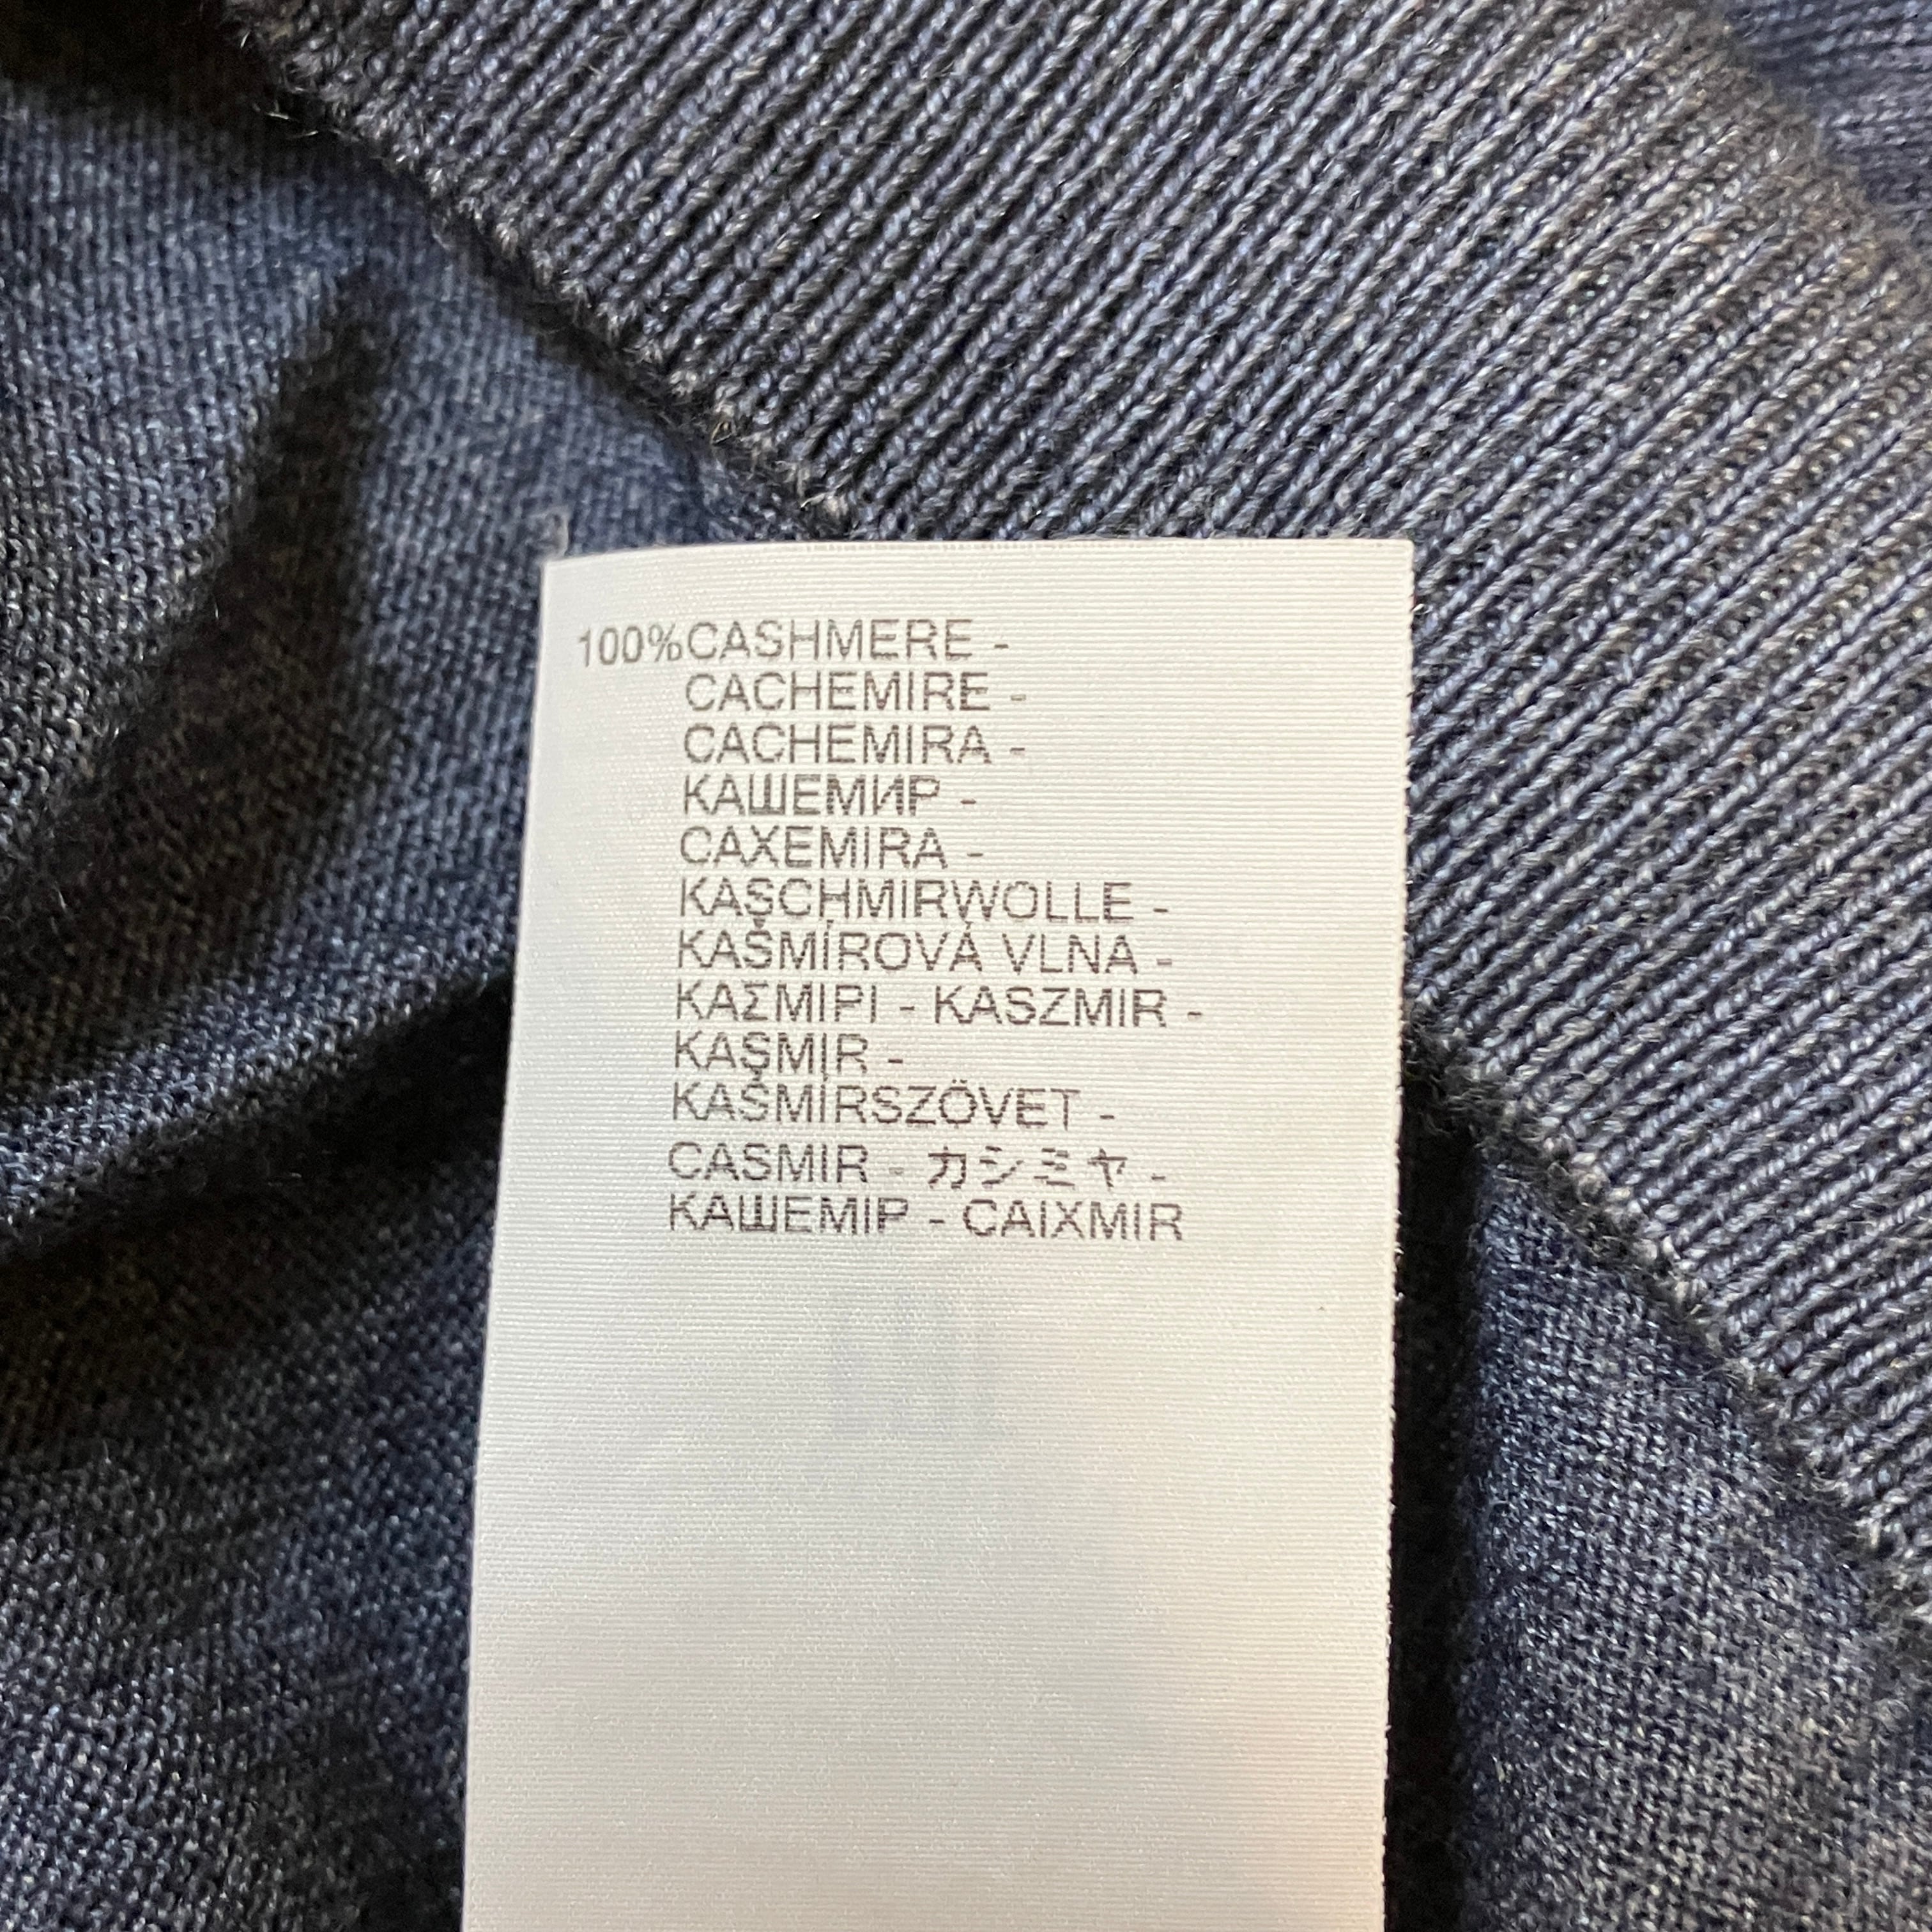 100%CASHMERE -
CACHEMIRE -
CACHEMIRA -
КАШЕМИР -
CAXEMIRA -
KASCHMIRWOLLE -
KAŠMÍROVÁ VLNA -
ΚΑΣΜΙΡΙ - KASZMIR -
KAŞMIR -
KAŠMÍRSZÖVET -
CASMIR - カシミヤ -
КАШЕМІР - CAIXMIR